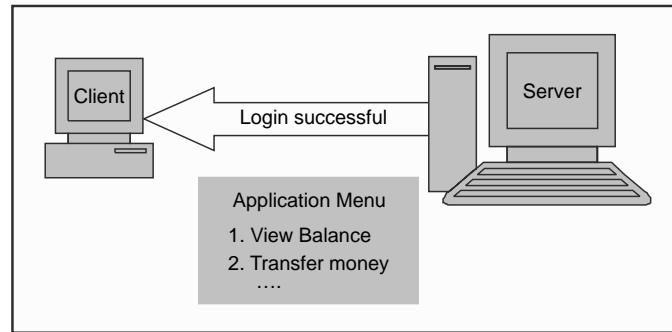 Client
Server
Login successful
Application Menu
1. View Balance
2. Transfer money
....